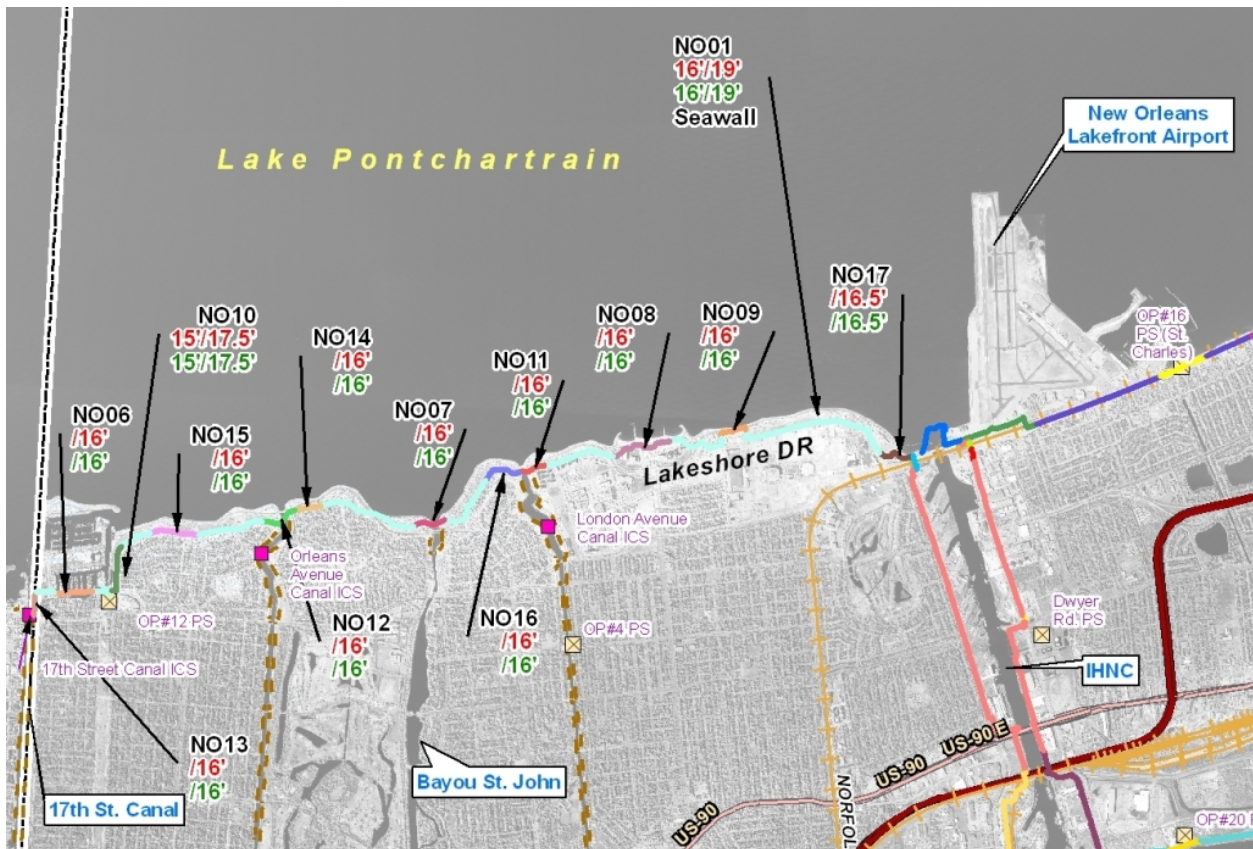 NO01
16'/19'
16'/19'
Seawall
New Orleans
Lakefront Airport
Lake Pontchartrain
NO17
/16.5'
/16.5'
OP#16
PS (St.
Charles)
NO10
15'/17.5'
15'/17.5'
NO14
/16'
/16'
NO08
/16'
/16'
NO09
/16'
/16'
NO11
/16'
/16'
NO07
/16'
/16'
NO06
/16'
/16'
NO15
/16'
/16'
Lakeshore DR
London Avenue
Canal ICS
Orleans
Avenue
Canal ICS
OP#12 PS
NO12
/16'
/16'
NO16
/16'
/16'
OP#4 PS
Dwyer
Rd. PS
17th Street Canal ICS
IHNC
NO13
/16'
/16'
US-90
US-90 E
Bayou St. John
17th St. Canal
US-90
NORFOL
OP#20 P